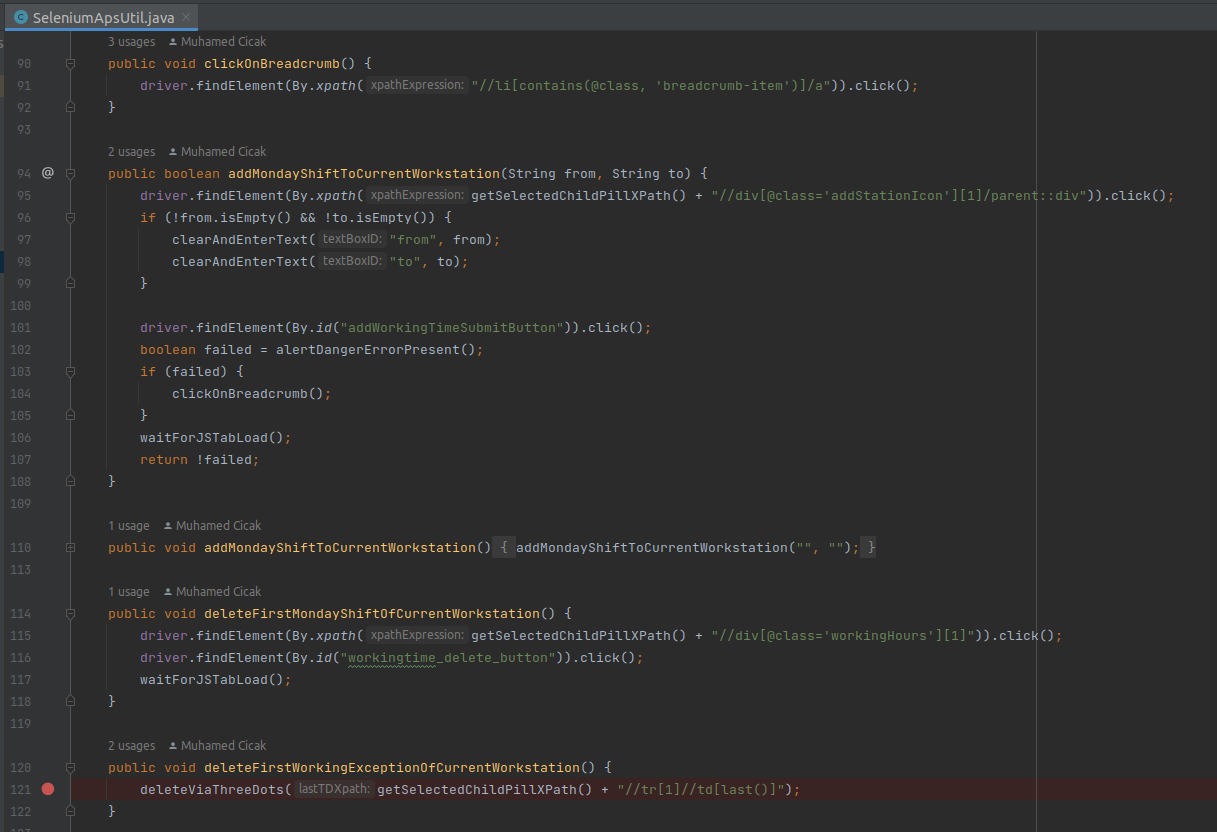 SeleniumApsUtil.java
3 usages Muhamed Cicak
90 public void clickOnBreadcrumb() {
91 driver.findElement(By.xpath( xpathExpression: "//li[contains(@class, 'breadcrumb-item')]/a")).click();
92 }
93
2 usages Muhamed Cicak
94 @ public boolean addMondayShiftToCurrentWorkstation(String from, String to) {
95 driver.findElement(By.xpath( xpathExpression: getSelectedChildPillXPath() + "//div[@class='addStationIcon'][1]/parent::div")).click();
96 if (!from.isEmpty() && !to.isEmpty()) {
97 clearAndEnterText( textBoxID: "from", from);
98 clearAndEnterText( textBoxID: "to", to);
99 }
100
101 driver.findElement(By.id("addWorkingTimeSubmitButton")).click();
102 boolean failed = alertDangerErrorPresent();
103 if (failed) {
104 clickOnBreadcrumb();
105 }
106 waitForJSTabLoad();
107 return !failed;
108 }
109
1 usage Muhamed Cicak
110 public void addMondayShiftToCurrentWorkstation() { addMondayShiftToCurrentWorkstation("", ""); }
113
1 usage Muhamed Cicak
114 public void deleteFirstMondayShiftOfCurrentWorkstation() {
115 driver.findElement(By.xpath( xpathExpression: getSelectedChildPillXPath() + "//div[@class='workingHours'][1]")).click();
116 driver.findElement(By.id("workingtime_delete_button")).click();
117 waitForJSTabLoad();
118 }
119
2 usages Muhamed Cicak
120 public void deleteFirstWorkingExceptionOfCurrentWorkstation() {
121 deleteViaThreeDots( lastTDXpath: getSelectedChildPillXPath() + "//tr[1]//td[last()]");
122 }